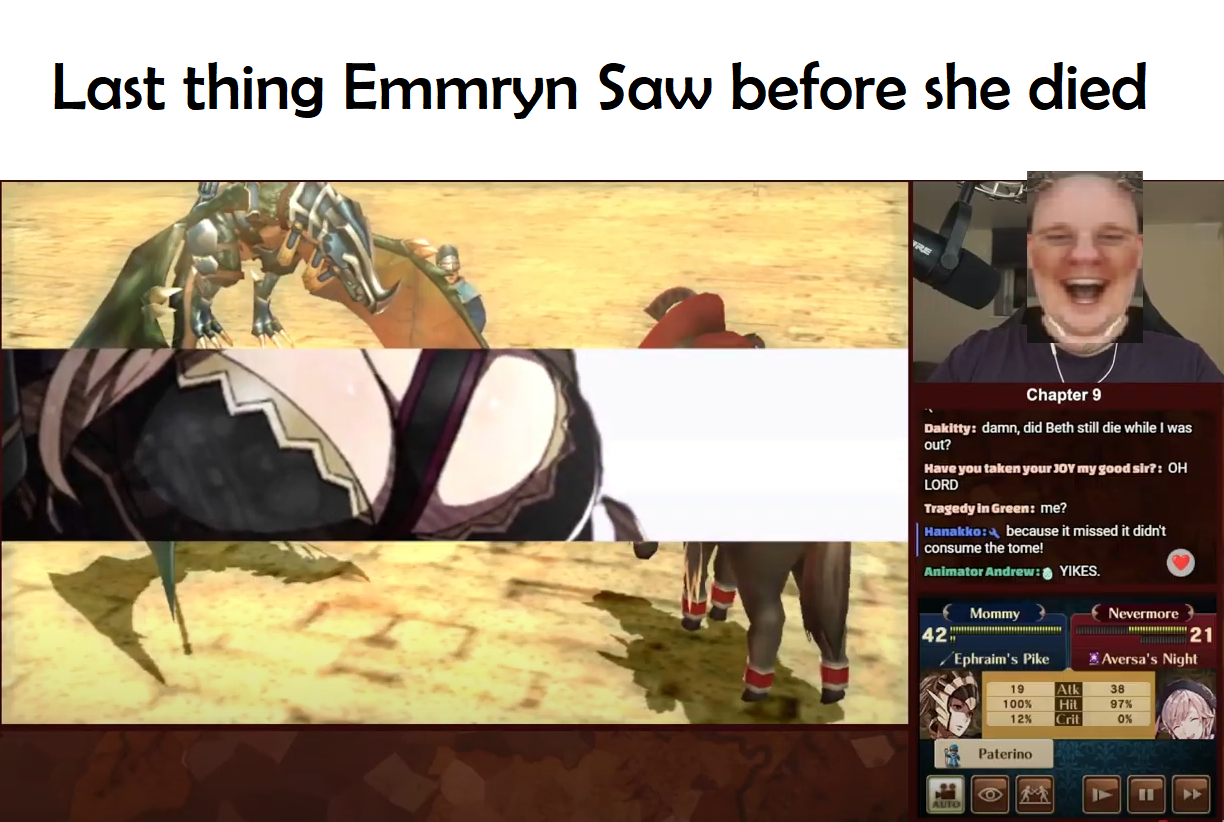 Last thing Emmryn Saw before she died
Chapter 9
Dakitty: damn, did Beth still die while I was
out?
Have you taken your JOY my good sir?: OH
LORD
Tragedy in Green: me?
Hanakko: because it missed it didn't
consume the tome!
Animator Andrew: YIKES.
Mommy
Nevermore
42
21
Ephraim's Pike
Aversa's Night
19 Atk 38
100% Hit 97%
12% Crit 0%
Paterino
AUTO